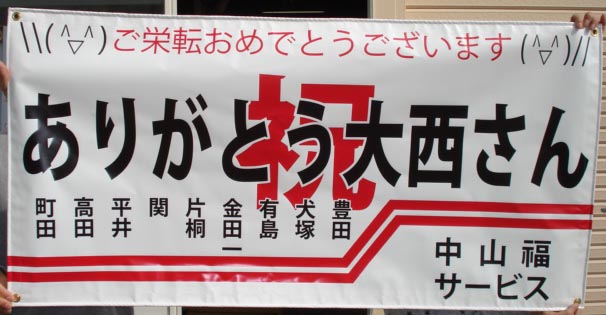 \\(^▽^)ご栄転おめでとうございます(^▽^)//
祝
ありがとう大西さん
豊田
犬塚
有島
金田一
片桐
関
平井
高田
町田
中山福
サービス